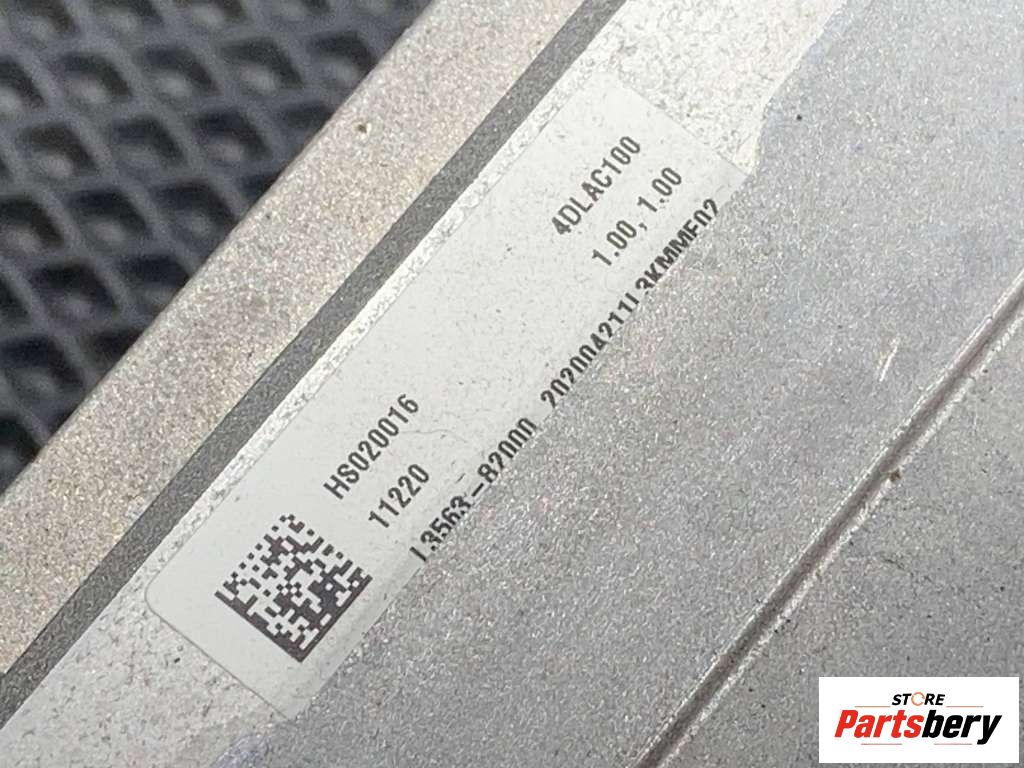 4DLAC100
1.00, 1.00
HS020016
11220
STORE
Partsbery